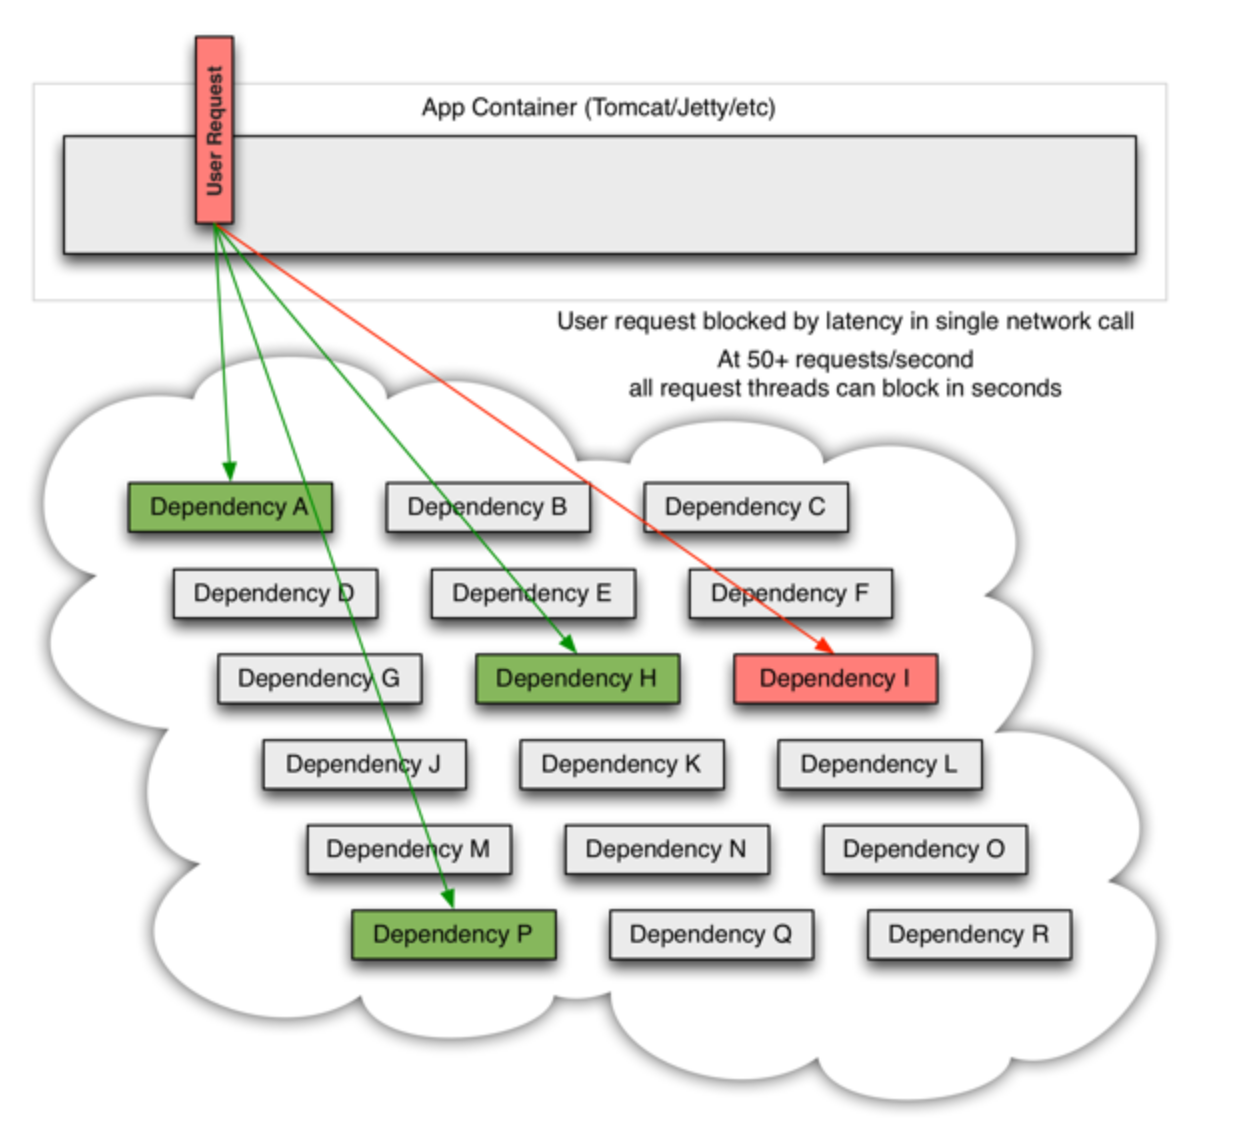 User Request
App Container (Tomcat/Jetty/etc)
User request blocked by latency in single network call
At 50+ requests/second
all request threads can block in seconds
Dependency A
Dependency B
Dependency C
Dependency D
Dependency E
Dependency F
Dependency G
Dependency H
Dependency I
Dependency J
Dependency K
Dependency L
Dependency M
Dependency N
Dependency O
Dependency P
Dependency Q
Dependency R